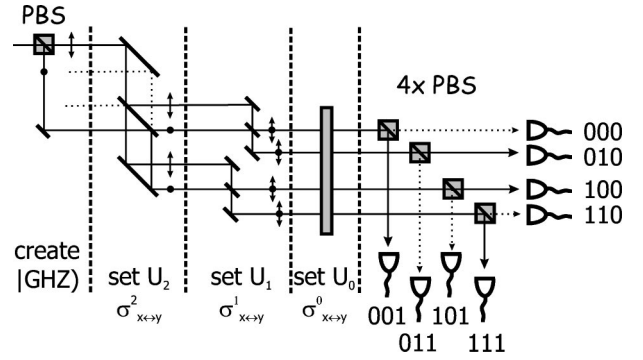 PBS
4x PBS
000
010
100
110
create
|GHZ)
set U₂
σ²ₓ↔y
set U₁
σ¹ₓ↔y
set U₀
σ⁰ₓ↔y
001
011
101
111